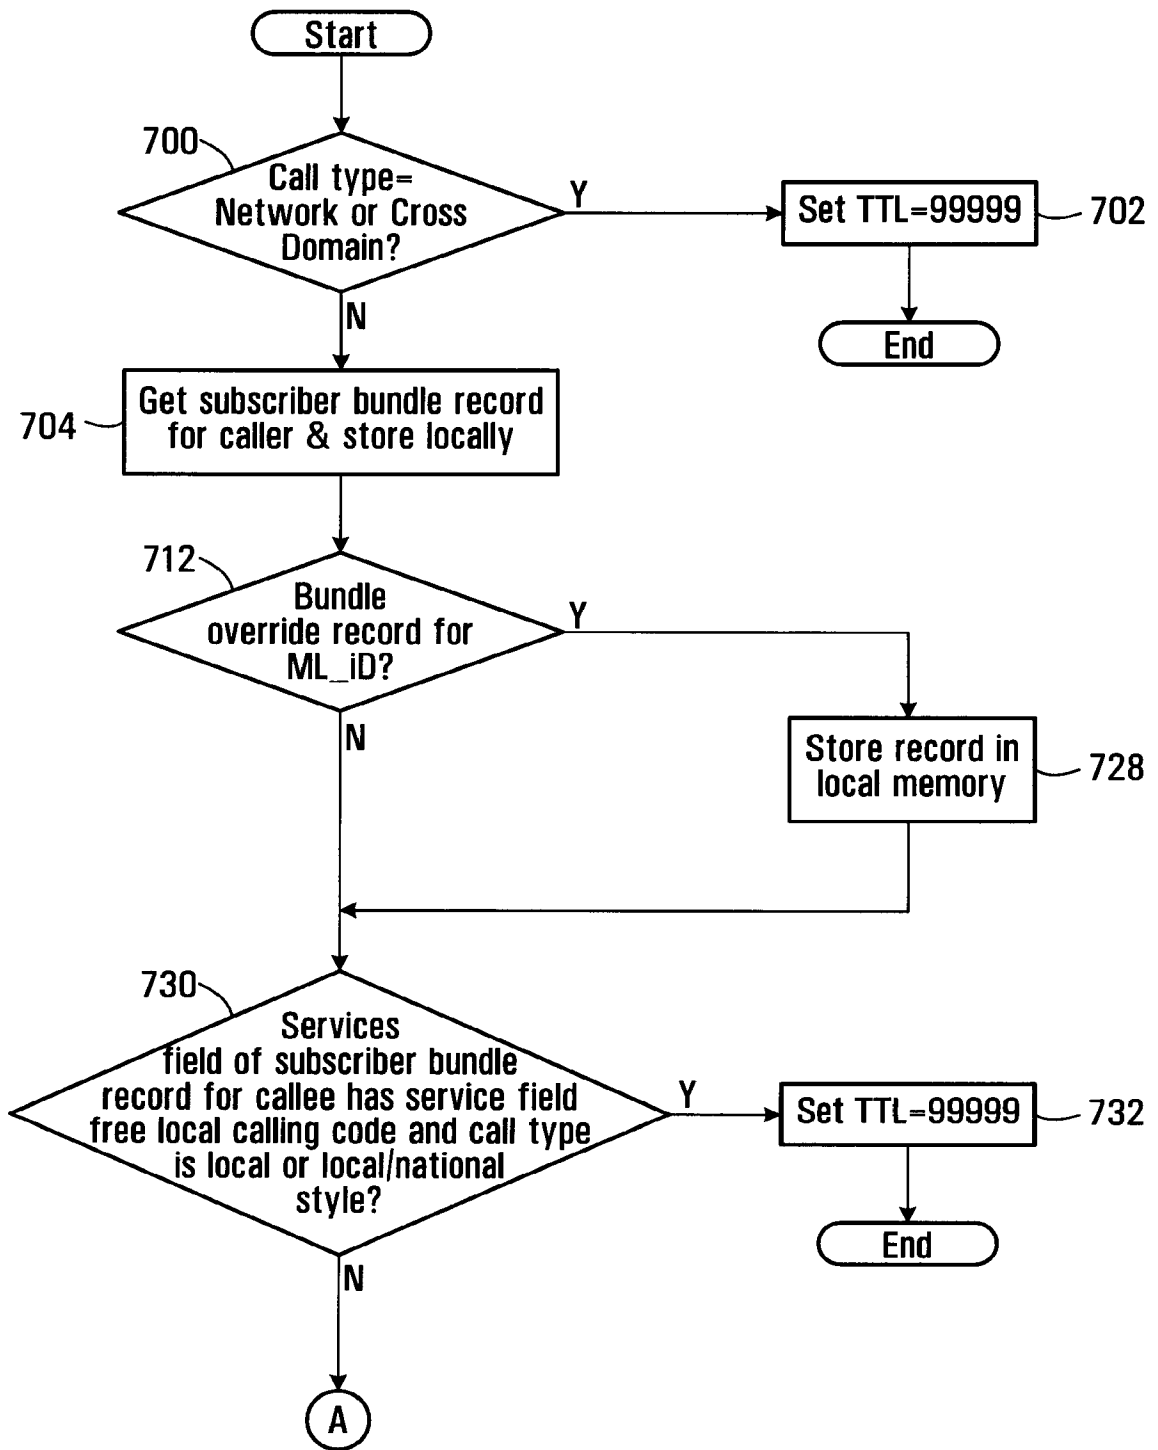 Start
700
Call type=
Network or Cross
Domain?
Y
Set TTL=99999
702
N
End
Get subscriber bundle record
for caller & store locally
704
712
Bundle
override record for
ML_iD?
Y
N
Store record in
local memory
728
730
Services
field of subscriber bundle
record for callee has service field
free local calling code and call type
is local or local/national
style?
Y
Set TTL=99999
732
End
N
A